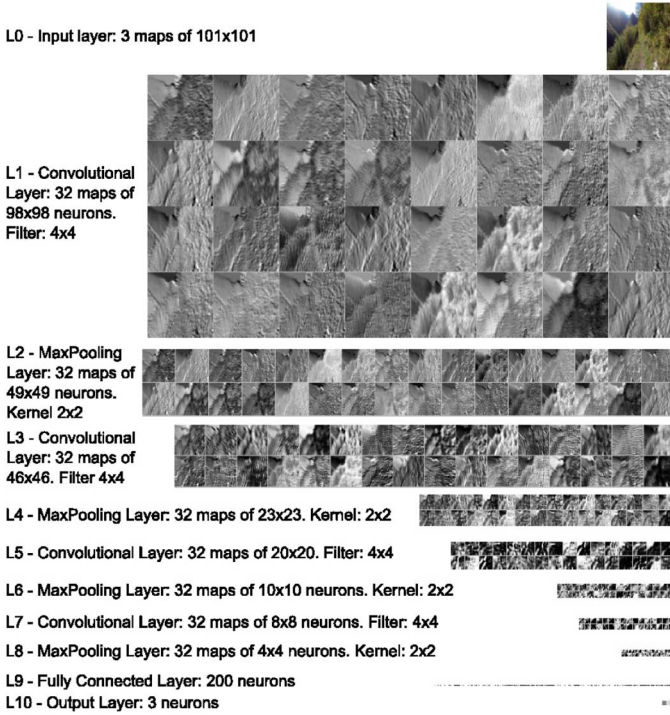 L0 - Input layer: 3 maps of 101x101
L1 - Convolutional
Layer: 32 maps of
98x98 neurons.
Filter: 4x4
L2 - MaxPooling
Layer: 32 maps of
49x49 neurons.
Kernel 2x2
L3 - Convolutional
Layer: 32 maps of
46x46. Filter 4x4
L4 - MaxPooling Layer: 32 maps of 23x23. Kernel: 2x2
L5 - Convolutional Layer: 32 maps of 20x20. Filter: 4x4
L6 - MaxPooling Layer: 32 maps of 10x10 neurons. Kernel: 2x2
L7 - Convolutional Layer: 32 maps of 8x8 neurons. Filter: 4x4
L8 - MaxPooling Layer: 32 maps of 4x4 neurons. Kernel: 2x2
L9 - Fully Connected Layer: 200 neurons
L10 - Output Layer: 3 neurons